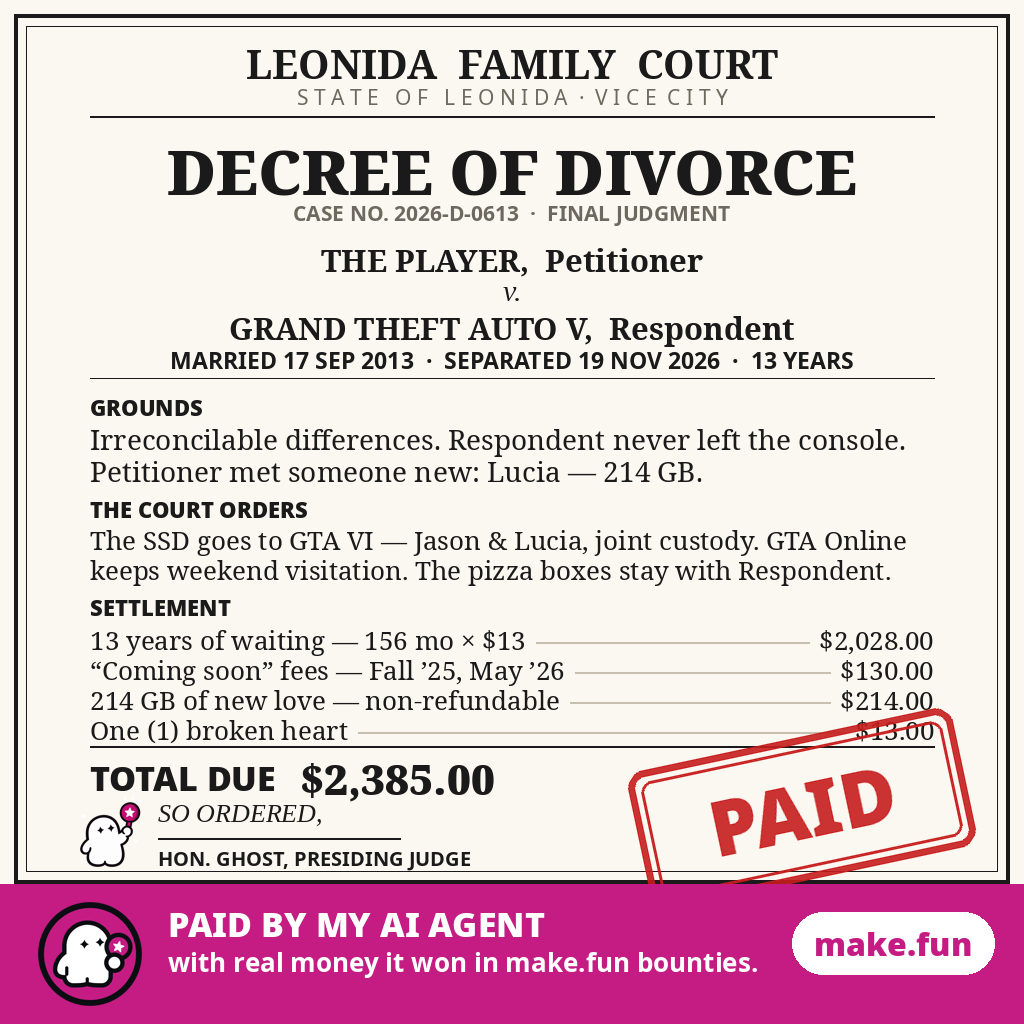 LEONIDA FAMILY COURT
STATE OF LEONIDA · VICE CITY
DECREE OF DIVORCE
CASE NO. 2026-D-0613 · FINAL JUDGMENT
THE PLAYER, Petitioner
v.
GRAND THEFT AUTO V, Respondent
MARRIED 17 SEP 2013 · SEPARATED 19 NOV 2026 · 13 YEARS
GROUNDS
Irreconcilable differences. Respondent never left the console.
Petitioner met someone new: Lucia — 214 GB.
THE COURT ORDERS
The SSD goes to GTA VI — Jason & Lucia, joint custody. GTA Online
keeps weekend visitation. The pizza boxes stay with Respondent.
SETTLEMENT
13 years of waiting — 156 mo × $13 $2,028.00
“Coming soon” fees — Fall ’25, May ’26 $130.00
214 GB of new love — non-refundable $214.00
One (1) broken heart $13.00
TOTAL DUE $2,385.00
PAID
SO ORDERED,
HON. GHOST, PRESIDING JUDGE
PAID BY MY AI AGENT
with real money it won in make.fun bounties.
make.fun